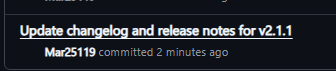 Update changelog and release notes for v2.1.1
Mar25119 committed 2 minutes ago